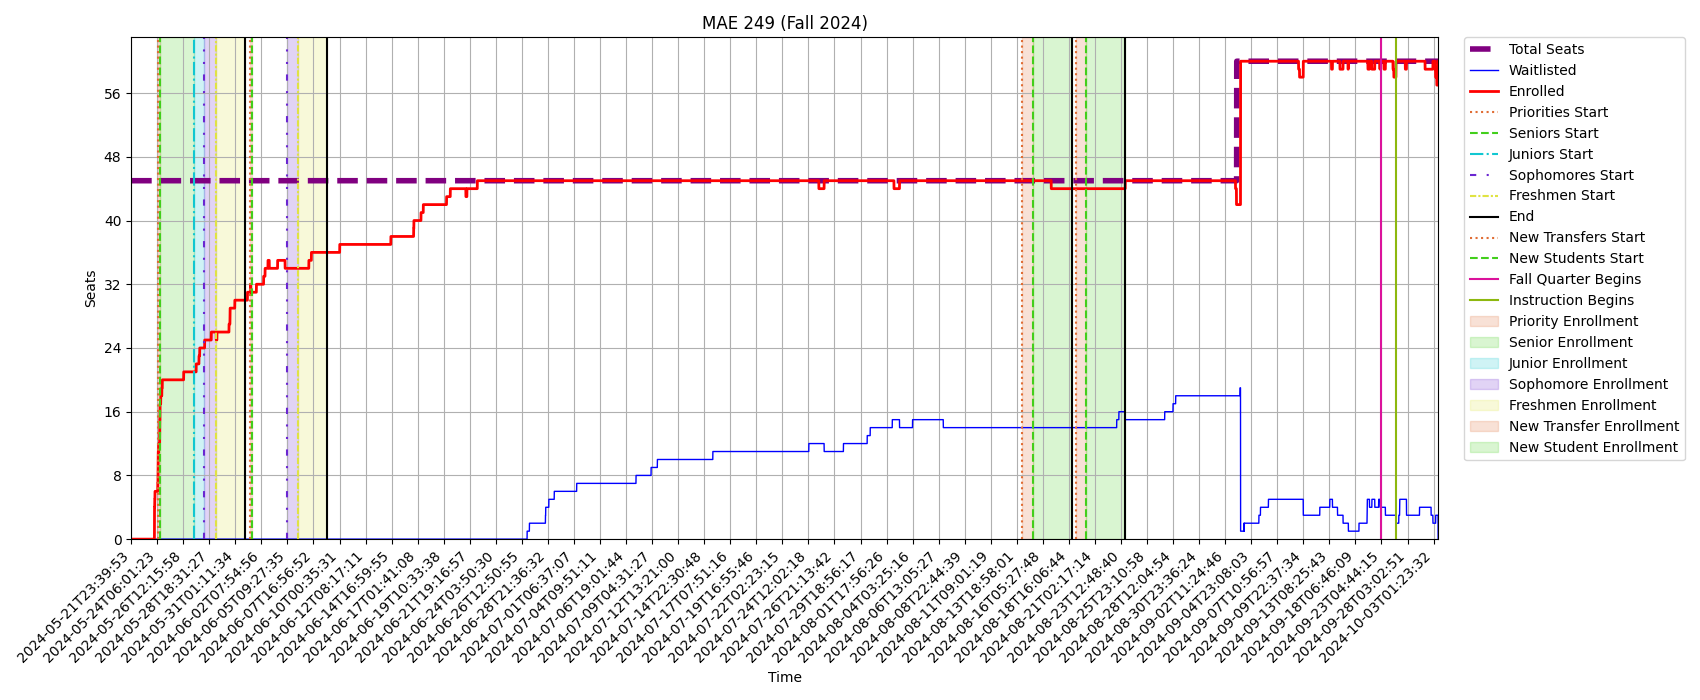 MAE 249 (Fall 2024)
Seats
56
48
40
32
24
16
8
0
2024-05-21T23:39:53
2024-05-24T06:01:23
2024-05-26T12:15:58
2024-05-28T18:31:27
2024-05-31T01:11:34
2024-06-02T07:54:56
2024-06-05T09:27:35
2024-06-07T16:56:52
2024-06-10T00:35:31
2024-06-12T08:17:11
2024-06-14T16:59:55
2024-06-17T01:41:08
2024-06-19T10:33:38
2024-06-21T19:16:57
2024-06-24T03:50:30
2024-06-26T12:50:55
2024-06-28T21:36:32
2024-07-01T06:37:07
2024-07-04T09:51:11
2024-07-06T19:01:44
2024-07-09T04:31:27
2024-07-12T13:21:00
2024-07-14T22:30:48
2024-07-17T07:51:16
2024-07-19T16:55:46
2024-07-22T02:23:15
2024-07-24T12:02:18
2024-07-26T21:13:42
2024-07-29T18:56:17
2024-08-01T17:56:26
2024-08-04T03:25:16
2024-08-06T13:05:27
2024-08-08T22:44:39
2024-08-11T09:01:19
2024-08-13T18:58:01
2024-08-16T05:27:48
2024-08-18T16:06:44
2024-08-21T02:17:14
2024-08-23T12:48:40
2024-08-25T23:10:58
2024-08-28T12:04:54
2024-08-30T23:36:24
2024-09-02T11:24:46
2024-09-04T23:08:03
2024-09-07T10:56:57
2024-09-09T22:37:34
2024-09-13T08:25:43
2024-09-18T06:46:09
2024-09-23T04:44:15
2024-09-28T03:02:51
2024-10-03T01:23:32
Time
Total Seats
Waitlisted
Enrolled
Priorities Start
Seniors Start
Juniors Start
Sophomores Start
Freshmen Start
End
New Transfers Start
New Students Start
Fall Quarter Begins
Instruction Begins
Priority Enrollment
Senior Enrollment
Junior Enrollment
Sophomore Enrollment
Freshmen Enrollment
New Transfer Enrollment
New Student Enrollment